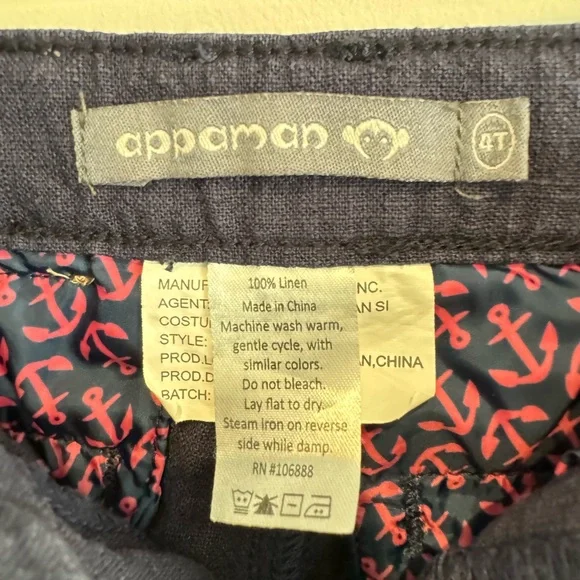 appaman
4T
100% Linen
Made in China
Machine wash warm,
gentle cycle, with
similar colors.
Do not bleach.
Lay flat to dry.
Steam iron on reverse
side while damp.
RN #106888
MANUF
NC.
AGENT:
AN SI
COSTU
STYLE:
PROD.L
AN,CHINA
PROD.D
BATCH: